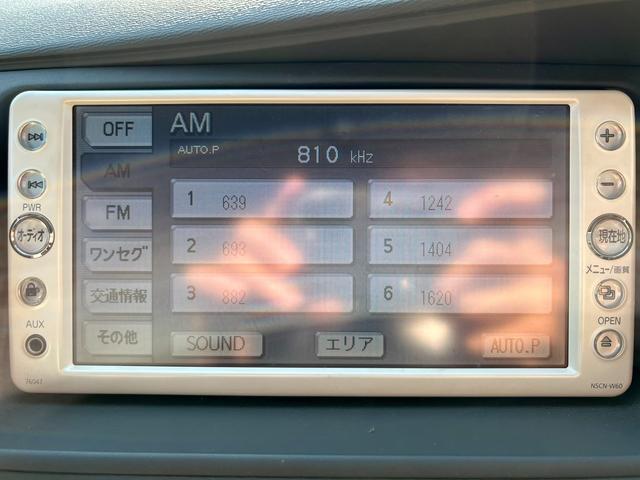 OFF
AM
AUTO.P
810 kHz
AM
FM
ワンセグ
交通情報
その他
1 639
2 693
3 882
4 1242
5 1404
6 1620
SOUND
エリア
AUTO.P
PWR
オーディオ
AUX
76041
現在地
メニュー/画質
OPEN
NSCN-W60